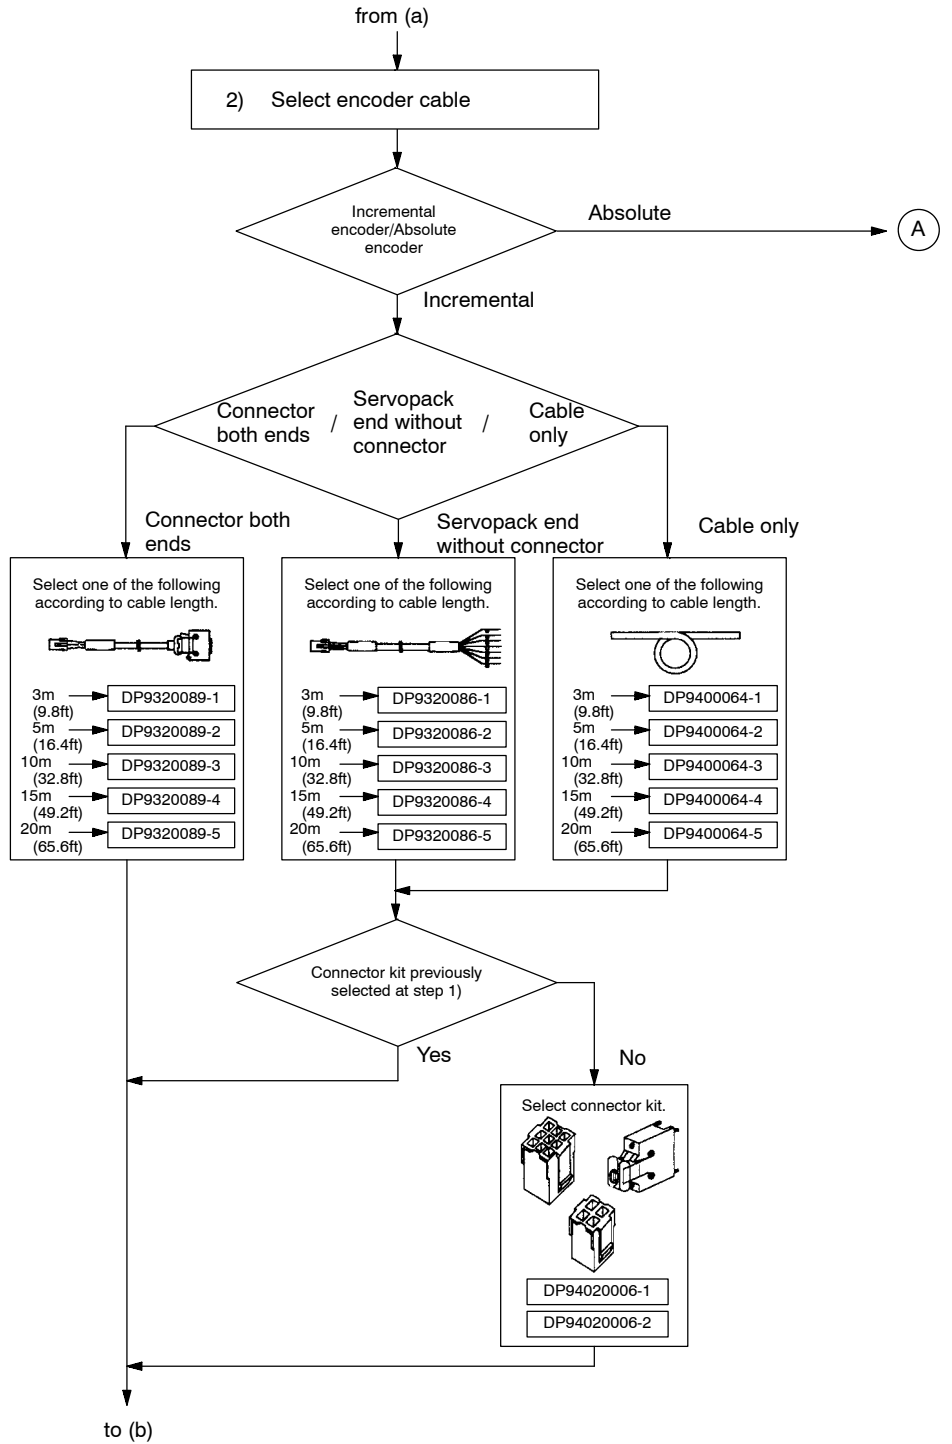 from (a)
2) Select encoder cable
Incremental
encoder/Absolute
encoder
Absolute
A
Incremental
Connector
both ends
/
Servopack
end without
connector
/
Cable
only
Connector both
ends
Servopack end
without connector
Cable only
Select one of the following
according to cable length.
3m
(9.8ft)
DP9320089-1
5m
(16.4ft)
DP9320089-2
10m
(32.8ft)
DP9320089-3
15m
(49.2ft)
DP9320089-4
20m
(65.6ft)
DP9320089-5
Select one of the following
according to cable length.
3m
(9.8ft)
DP9320086-1
5m
(16.4ft)
DP9320086-2
10m
(32.8ft)
DP9320086-3
15m
(49.2ft)
DP9320086-4
20m
(65.6ft)
DP9320086-5
Select one of the following
according to cable length.
3m
(9.8ft)
DP9400064-1
5m
(16.4ft)
DP9400064-2
10m
(32.8ft)
DP9400064-3
15m
(49.2ft)
DP9400064-4
20m
(65.6ft)
DP9400064-5
Connector kit previously
selected at step 1)
Yes
No
Select connector kit.
DP94020006-1
DP94020006-2
to (b)